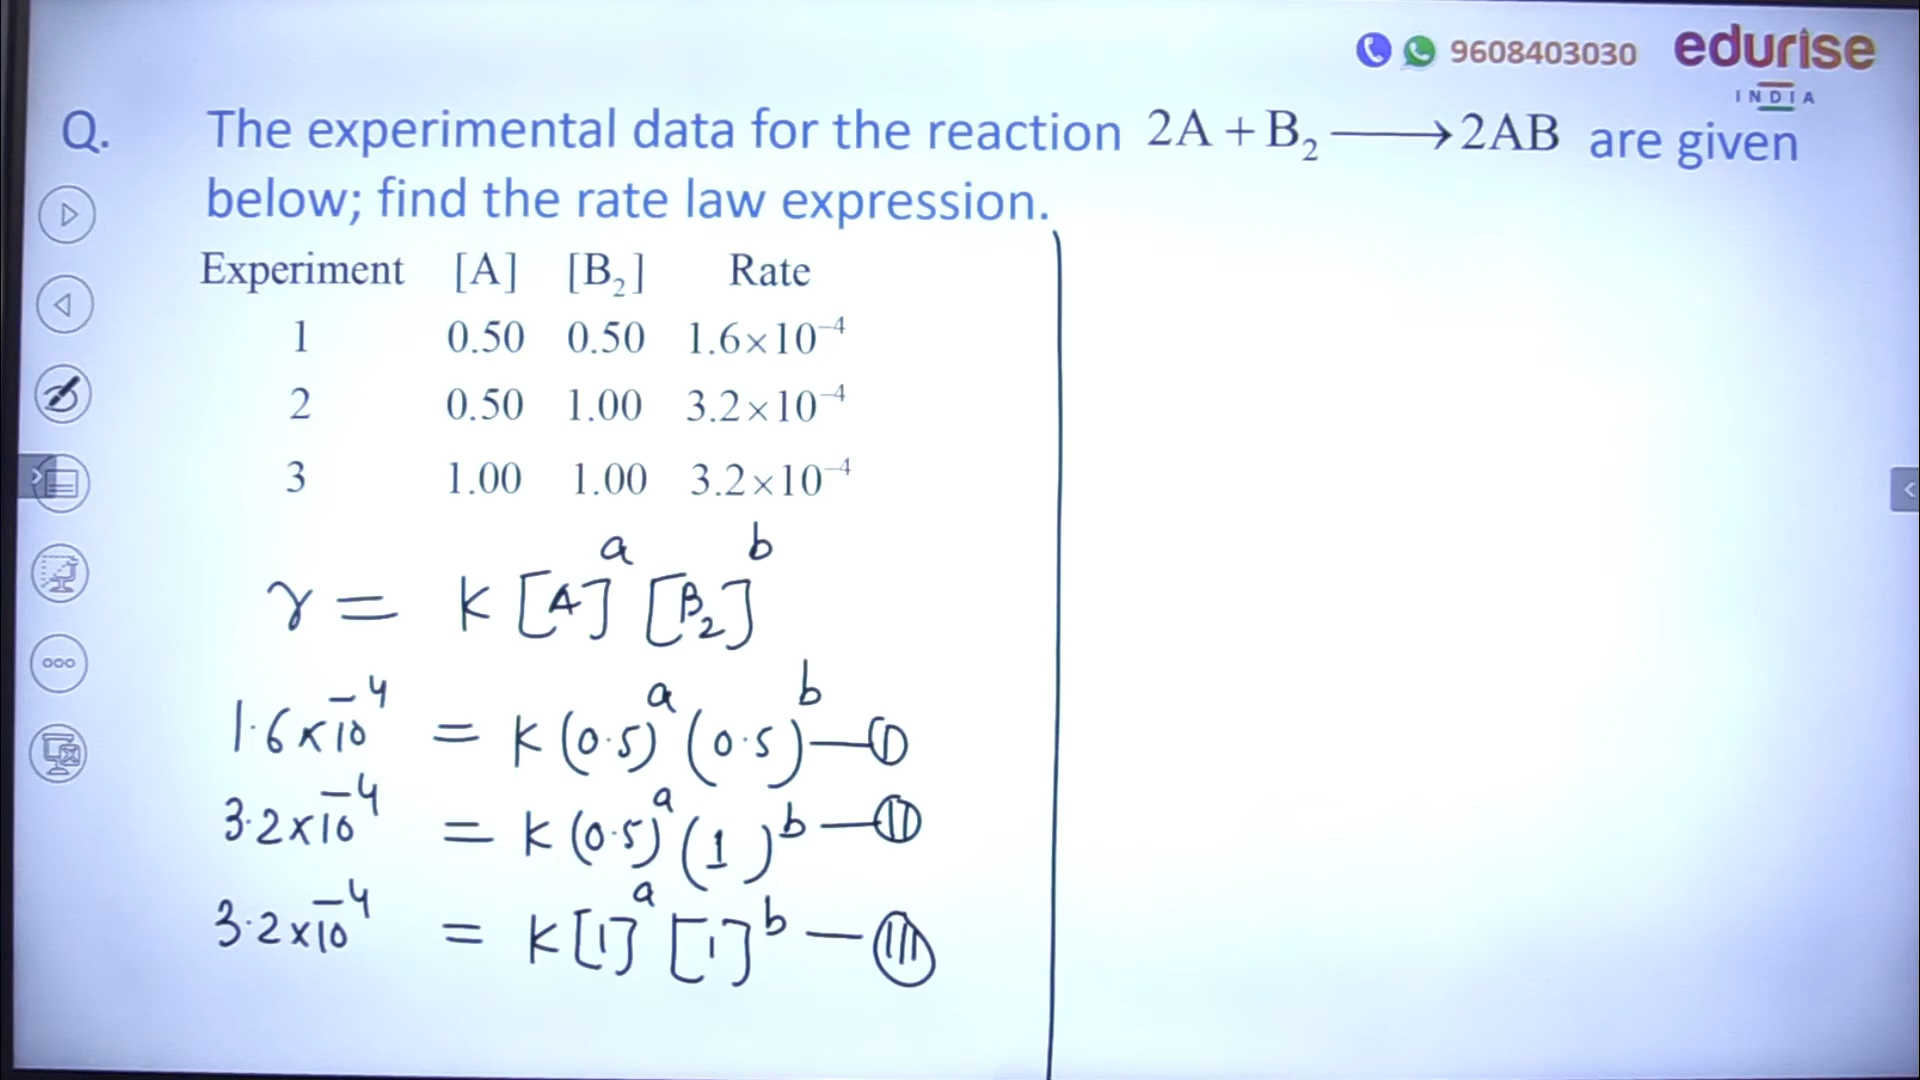 9608403030 edurise
INDIA
Q. The experimental data for the reaction 2A + B₂ ⟶ 2AB are given
below; find the rate law expression.
Experiment [A] [B₂] Rate
1 0.50 0.50 1.6×10⁻⁴
2 0.50 1.00 3.2×10⁻⁴
3 1.00 1.00 3.2×10⁻⁴
r = K [A]ᵃ [B₂]ᵇ
1.6×10⁻⁴ = K (0.5)ᵃ (0.5)ᵇ — I
3.2×10⁻⁴ = K (0.5)ᵃ (1)ᵇ — II
3.2×10⁻⁴ = K [1]ᵃ [1]ᵇ — III